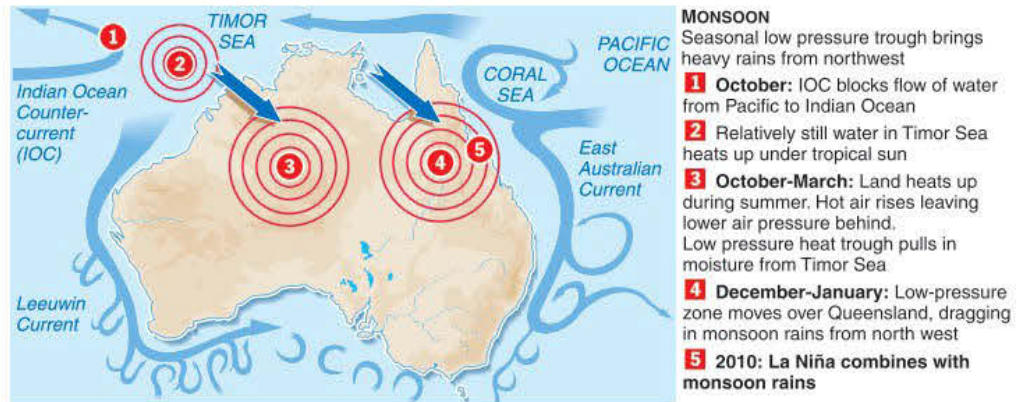 TIMOR
SEA
PACIFIC
OCEAN
CORAL
SEA
Indian Ocean
Counter-
current
(IOC)
East
Australian
Current
Leeuwin
Current
1
2
3
4
5
MONSOON
Seasonal low pressure trough brings
heavy rains from northwest
1 October: IOC blocks flow of water
from Pacific to Indian Ocean
2 Relatively still water in Timor Sea
heats up under tropical sun
3 October-March: Land heats up
during summer. Hot air rises leaving
lower air pressure behind.
Low pressure heat trough pulls in
moisture from Timor Sea
4 December-January: Low-pressure
zone moves over Queensland, dragging
in monsoon rains from north west
5 2010: La Niña combines with
monsoon rains